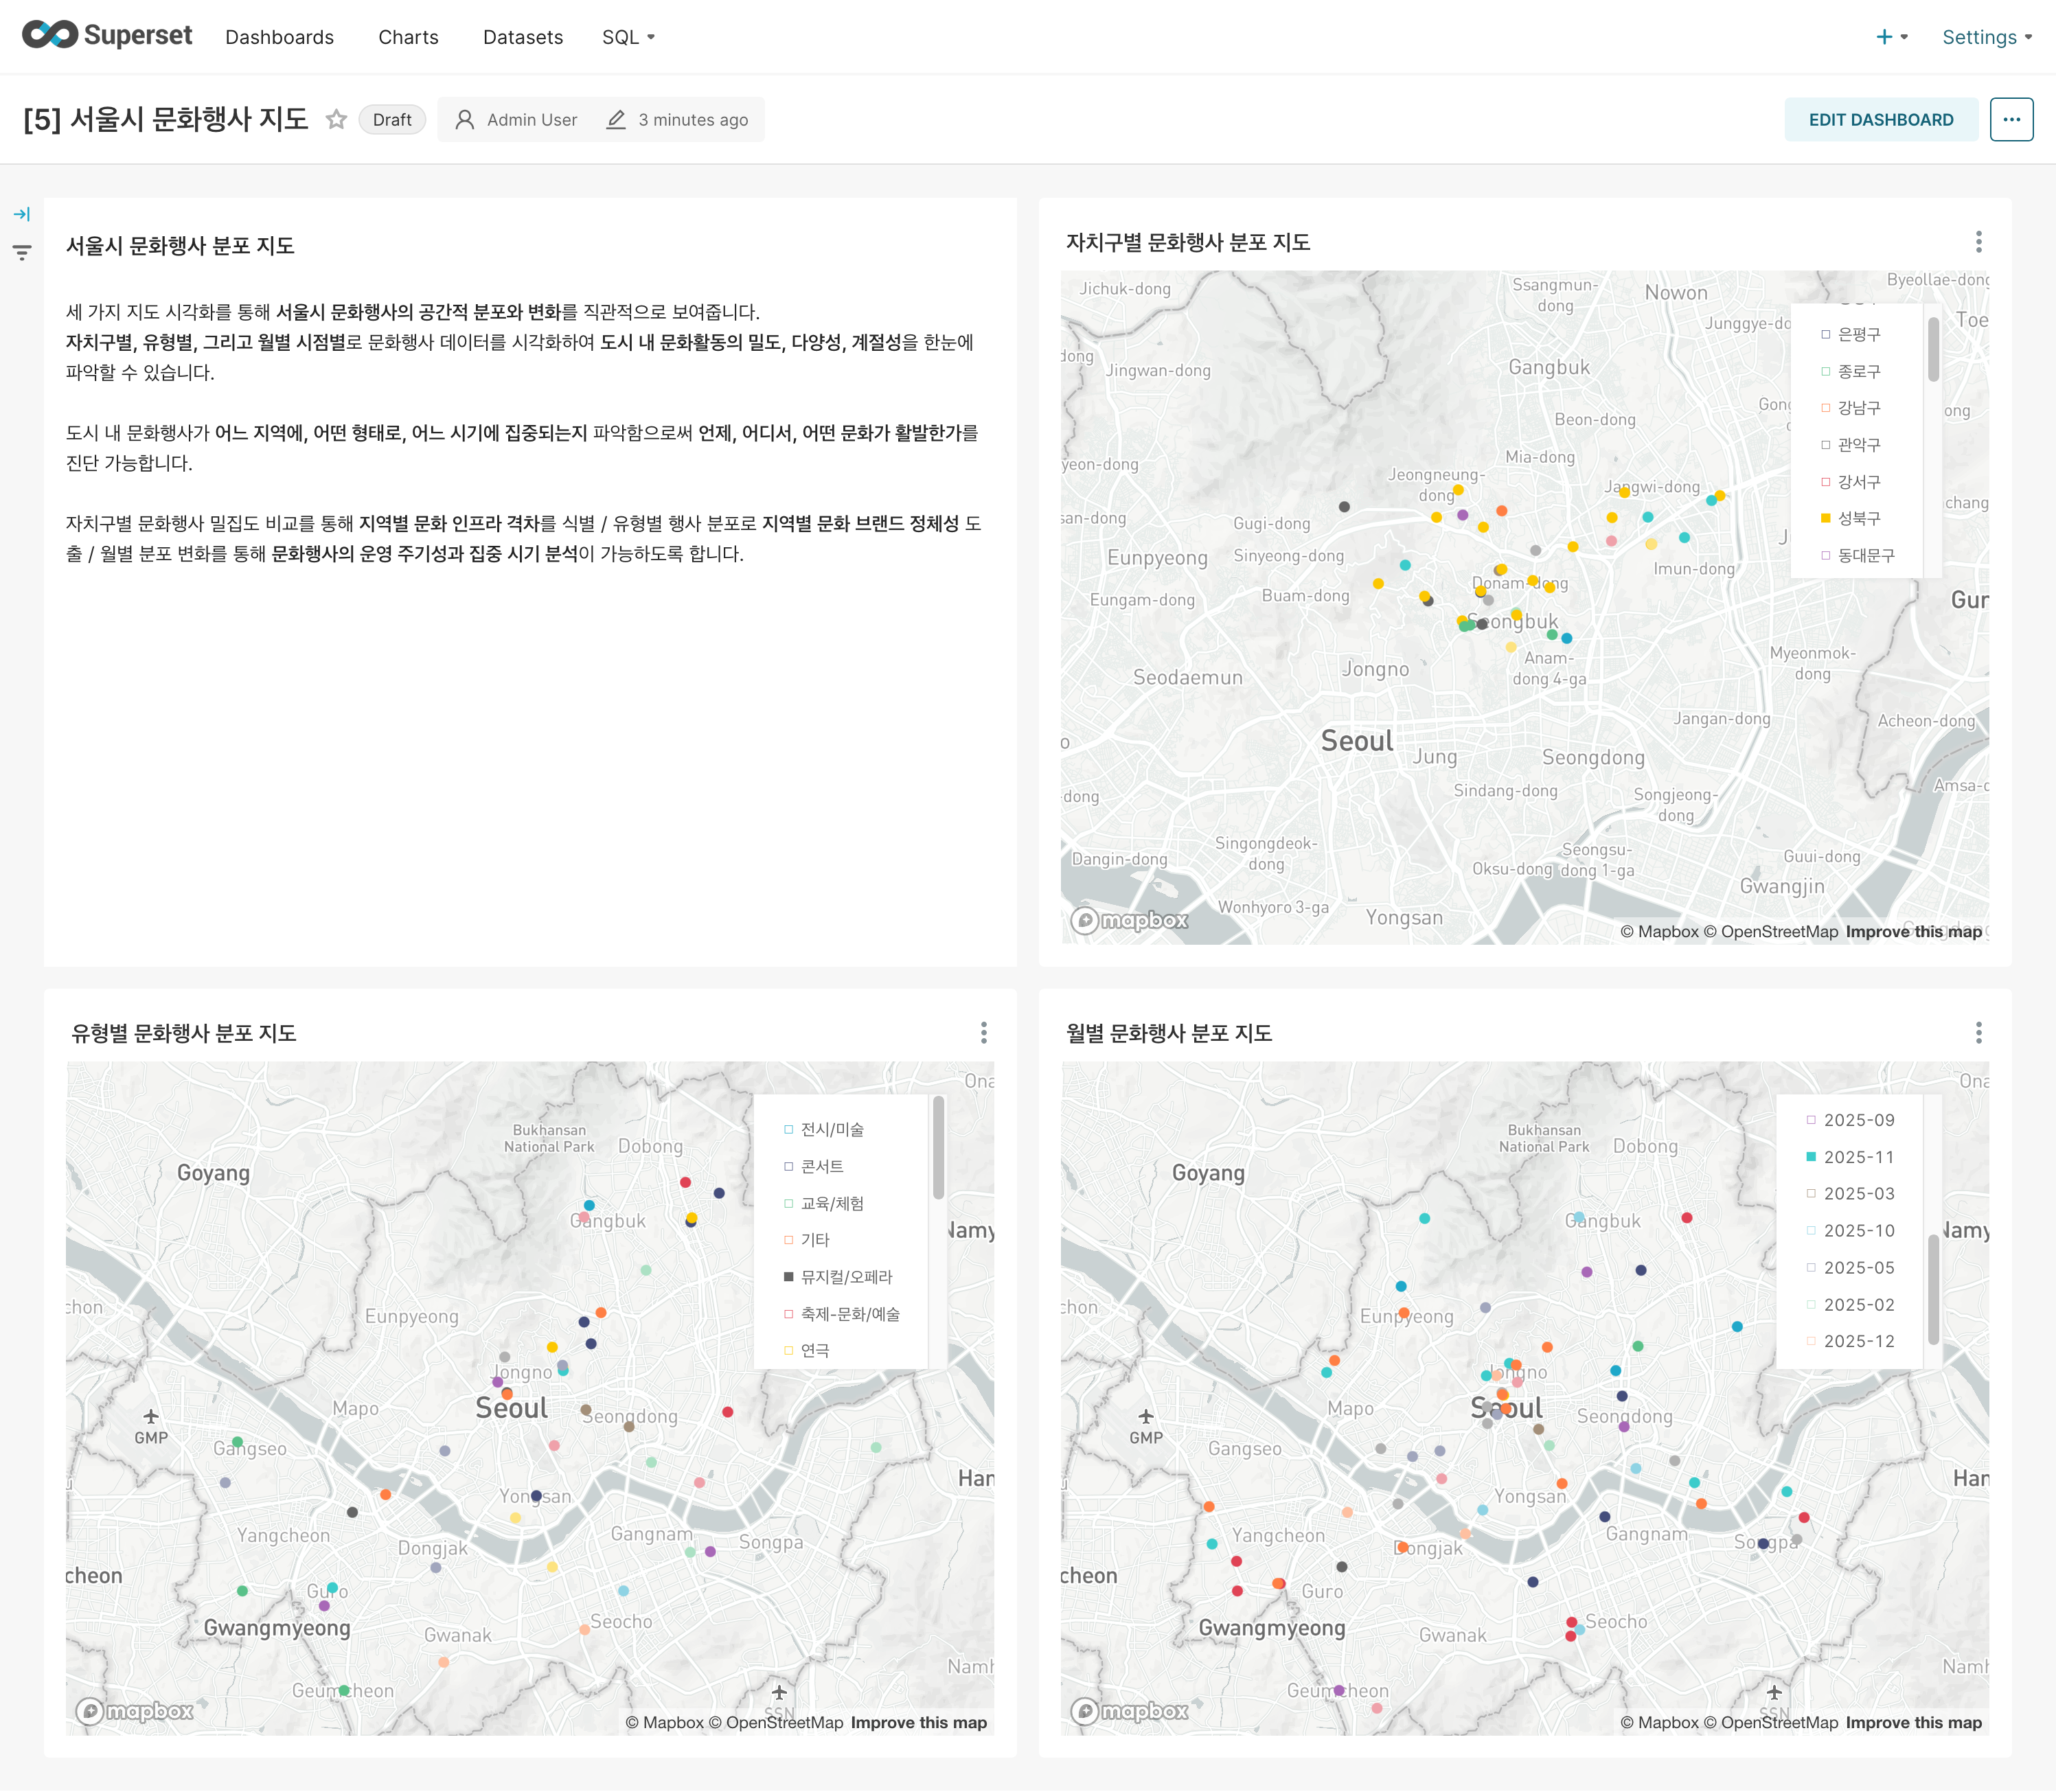 Superset
Dashboards
Charts
Datasets
SQL
Settings
[5] 서울시 문화행사 지도
Draft
Admin User
3 minutes ago
EDIT DASHBOARD
서울시 문화행사 분포 지도
세 가지 지도 시각화를 통해 서울시 문화행사의 공간적 분포와 변화를 직관적으로 보여줍니다.
자치구별, 유형별, 그리고 월별 시점별로 문화행사 데이터를 시각화하여 도시 내 문화활동의 밀도, 다양성, 계절성을 한눈에
파악할 수 있습니다.
도시 내 문화행사가 어느 지역에, 어떤 형태로, 어느 시기에 집중되는지 파악함으로써 언제, 어디서, 어떤 문화가 활발한가를
진단 가능합니다.
자치구별 문화행사 밀집도 비교를 통해 지역별 문화 인프라 격차를 식별 / 유형별 행사 분포로 지역별 문화 브랜드 정체성 도
출 / 월별 분포 변화를 통해 문화행사의 운영 주기성과 집중 시기 분석이 가능하도록 합니다.
자치구별 문화행사 분포 지도
Jichuk-dong
Ssangmun-
dong
Nowon
Byeollae-dong
Junggye-do
Toe
dong
Jingwan-dong
Gangbuk
Gong
ong
Beon-dong
yeon-dong
Mia-dong
Jeongneung-
dong
Jangwi-dong
chang
san-dong
Gugi-dong
Eunpyeong
Sinyeong-dong
Donam-dong
Imun-dong
Eungam-dong
Buam-dong
Gur
Seongbuk
Anam-
dong 4-ga
Myeonmok-
dong
Seodaemun
Jongno
Jangan-dong
Acheon-dong
Seoul
Jung
Seongdong
Amsa-d
dong
Sindang-dong
Songjeong-
dong
Dangin-dong
Singongdeok-
dong
Seongsu-
dong 1-ga
Guui-dong
Oksu-dong
Gwangjin
Wonhyoro 3-ga
Yongsan
은평구
종로구
강남구
관악구
강서구
성북구
동대문구
mapbox
© Mapbox © OpenStreetMap Improve this map
유형별 문화행사 분포 지도
Ona
Bukhansan
National Park
Dobong
Goyang
Gangbuk
Namy
chon
Eunpyeong
Jongno
Seoul
Mapo
Seongdong
GMP
Gangseo
Han
Yongsan
Yangcheon
Gangnam
Songpa
Dongjak
cheon
Guro
Seocho
Gwangmyeong
Gwanak
Namh
Geumcheon
SSN
전시/미술
콘서트
교육/체험
기타
뮤지컬/오페라
축제-문화/예술
연극
mapbox
© Mapbox © OpenStreetMap Improve this map
월별 문화행사 분포 지도
Ona
Bukhansan
National Park
Dobong
Goyang
Gangbuk
Namy
chon
Eunpyeong
Jongno
Seoul
Mapo
Seongdong
GMP
Gangseo
Han
Yongsan
Yangcheon
Gangnam
Songpa
Dongjak
cheon
Guro
Seocho
Gwangmyeong
Gwanak
Namh
Geumcheon
SSN
2025-09
2025-11
2025-03
2025-10
2025-05
2025-02
2025-12
mapbox
© Mapbox © OpenStreetMap Improve this map